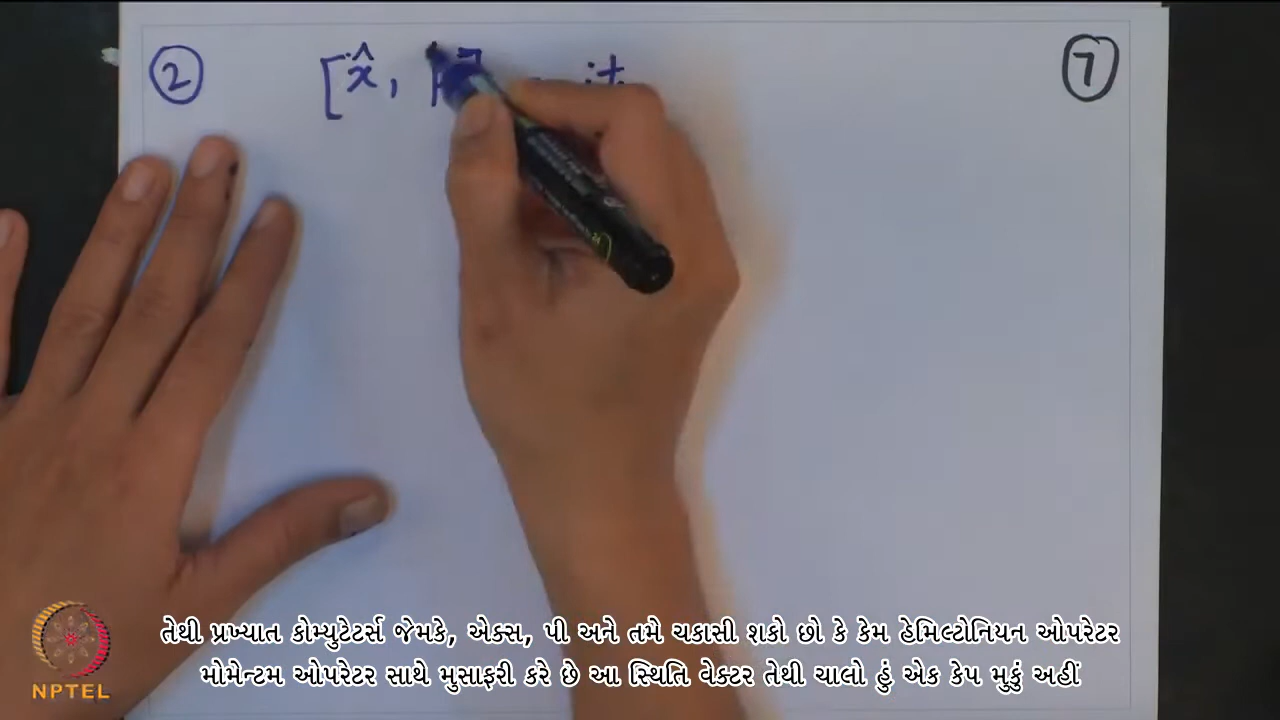 ② [x̂, p] = it ⑦
તેથી પ્રખ્યાત કોમ્યુટેટર્સ જેમકે, એક્સ, પી અને તમે ચકાસી શકો છો કે કેમ હેમિલ્ટોનિયન ઓપરેટર
મોમેન્ટમ ઓપરેટર સાથે મુસાફરી કરે છે આ સ્થિતિ વેક્ટર તેથી ચાલો હું એક કેપ મુકું અહીં
NPTEL